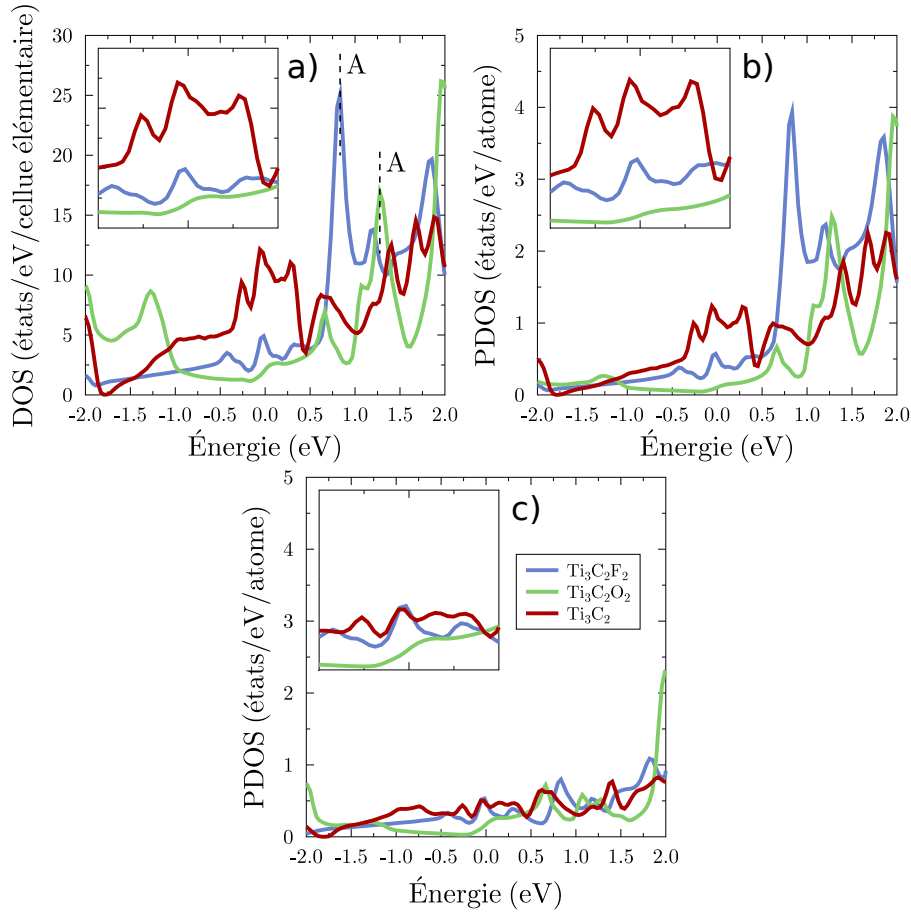 a)
A
A
DOS (états/eV/cellue élémentaire)
30
25
20
15
10
5
0
-2.0 -1.5 -1.0 -0.5 0.0 0.5 1.0 1.5 2.0
Énergie (eV)
b)
PDOS (états/eV/atome)
5
4
3
2
1
0
-2.0 -1.5 -1.0 -0.5 0.0 0.5 1.0 1.5 2.0
Énergie (eV)
c)
PDOS (états/eV/atome)
5
4
3
2
1
0
-2.0 -1.5 -1.0 -0.5 0.0 0.5 1.0 1.5 2.0
Énergie (eV)
Ti₃C₂F₂
Ti₃C₂O₂
Ti₃C₂